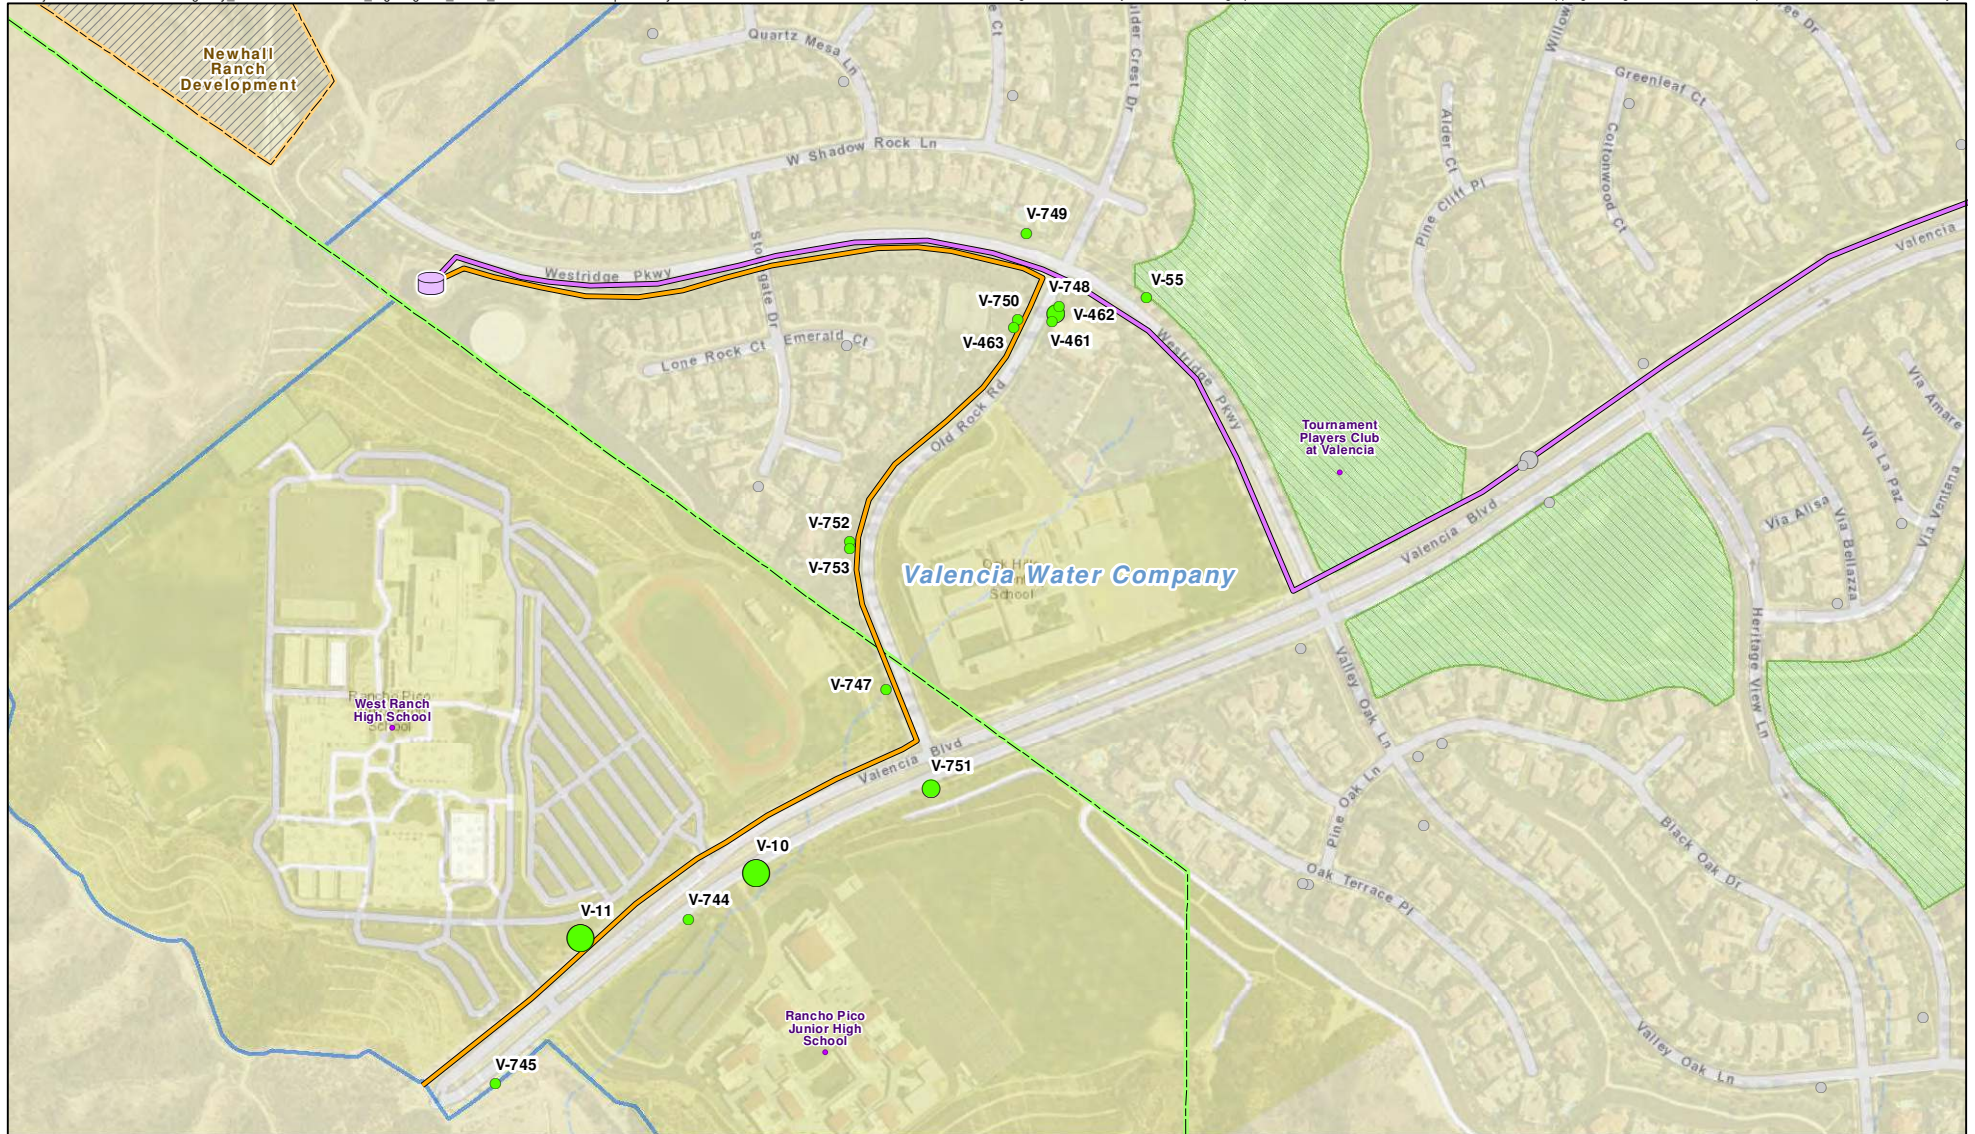 Newhall
Ranch
Development
Quartz Mesa Ln
W Shadow Rock Ln
Greenleaf Ct
Alder Ct
Cottonwood Ct
Pine Cliff Pl
V-749
Westridge Pkwy
V-55
V-748
V-750
V-462
V-463
V-461
Valencia
Lone Rock Ct
Emerald Ct
Westridge Pkwy
Old Rock Rd
Tournament
Players Club
at Valencia
Via Amare
Via La Paz
Via Ventana
Via Alisa
Via Bellazza
Valencia Blvd
V-752
V-753
Valencia Water Company
School
V-747
Rancho Pico
West Ranch
High School
School
Valley Oak Ln
Heritage View Ln
Valencia Blvd
V-751
Pine Oak Ln
Black Oak Dr
Oak Terrace Pl
V-10
V-744
V-11
Rancho Pico
Junior High
School
V-745
Valley Oak Ln